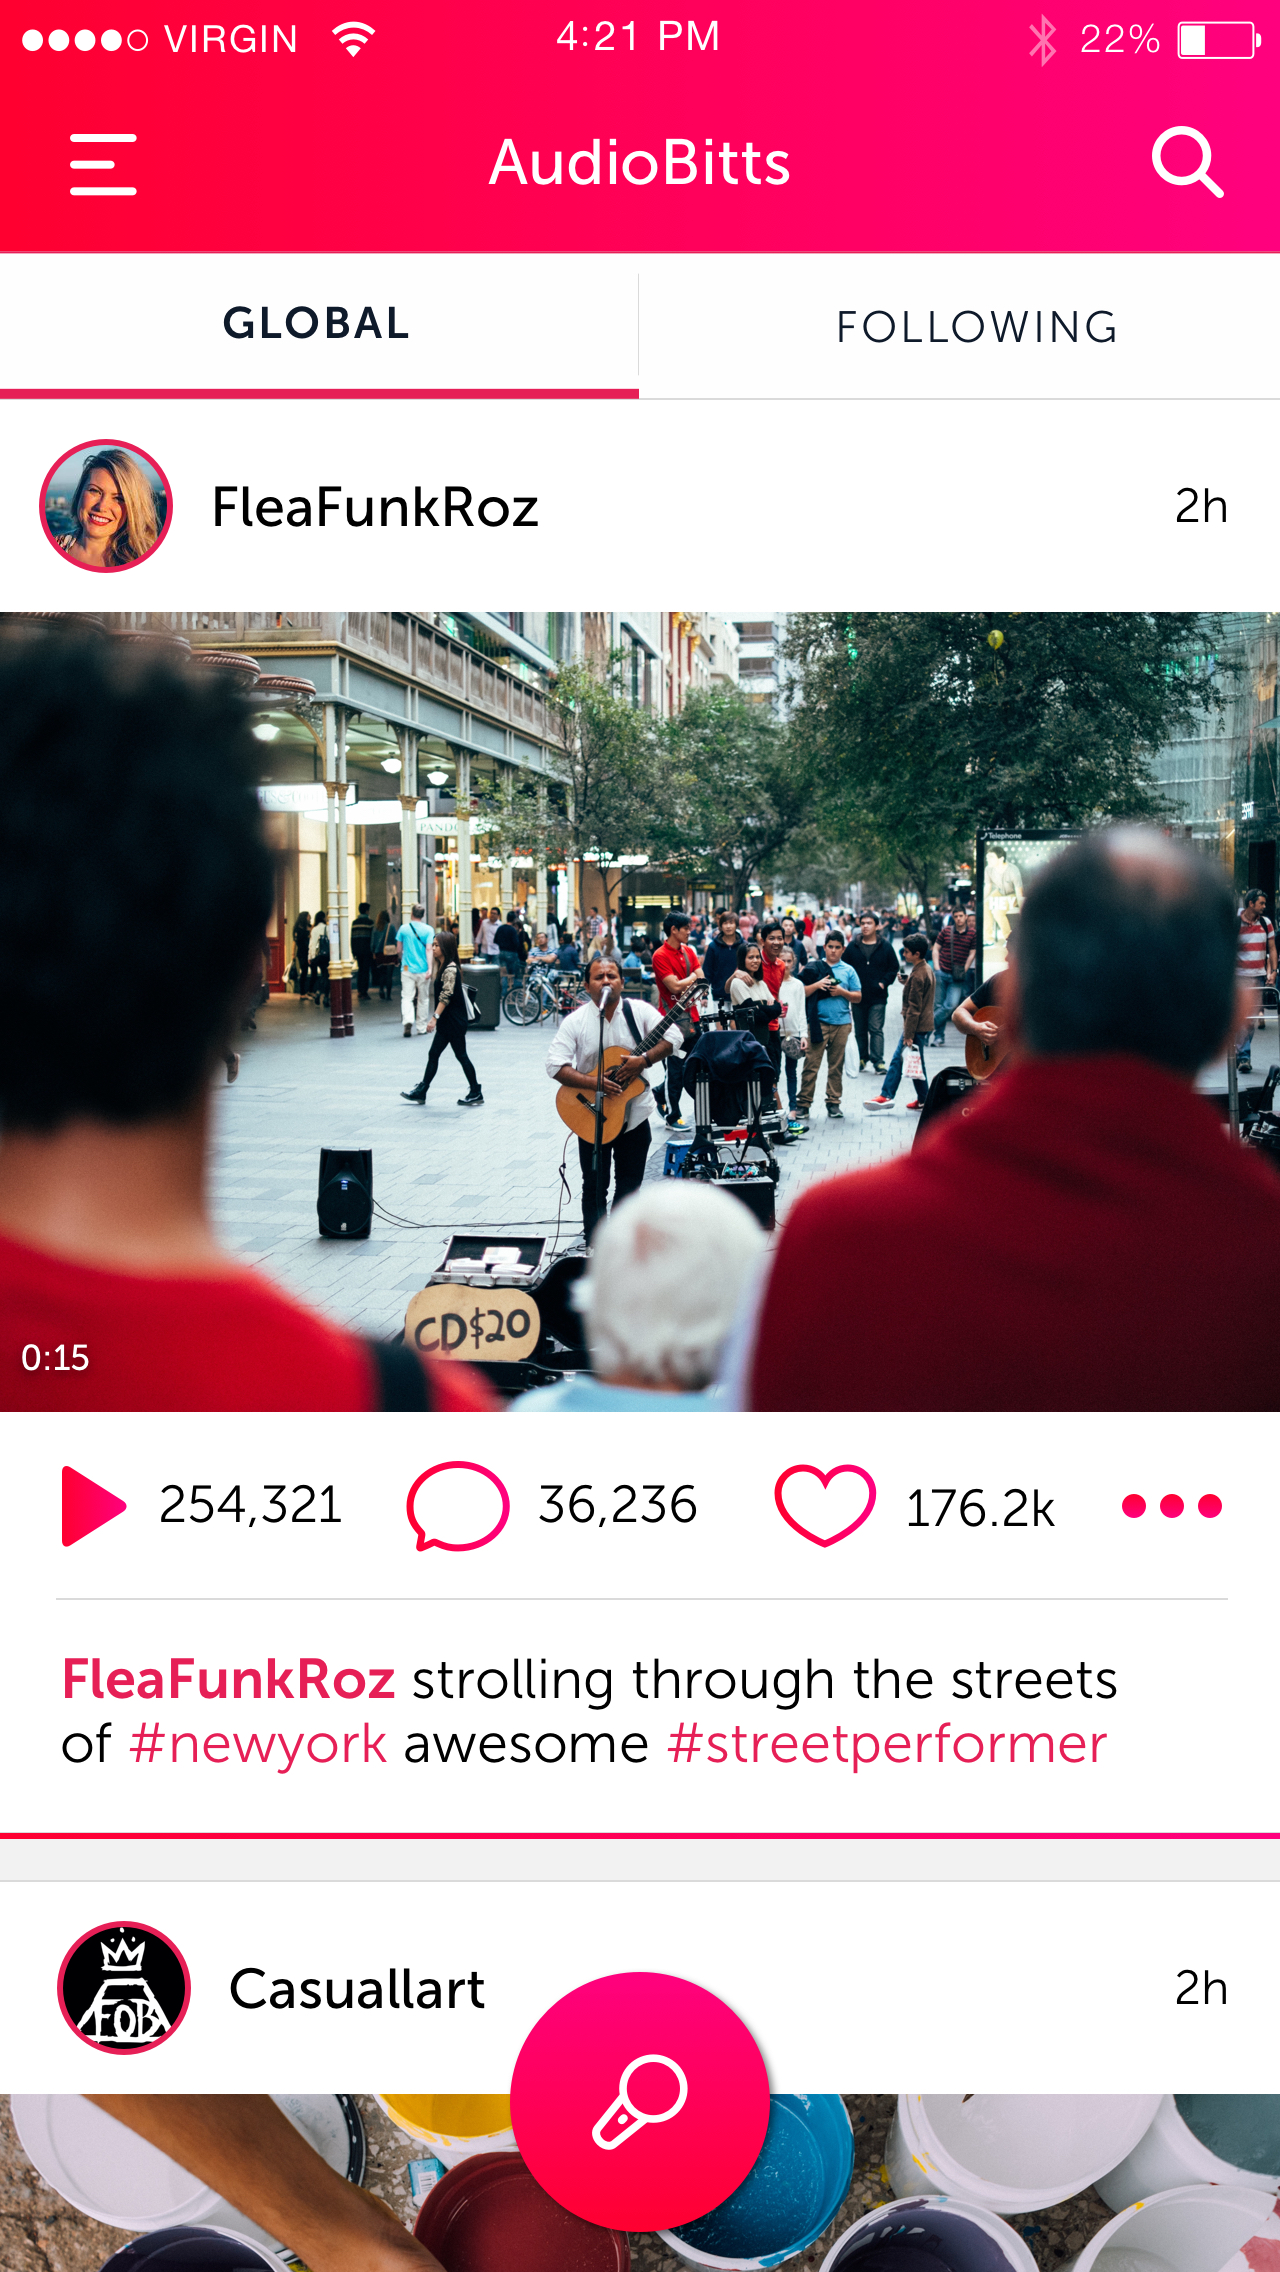 VIRGIN 4:21 PM 22%
AudioBitts
GLOBAL FOLLOWING
FleaFunkRoz 2h
Telephone
CD$20
0:15
254,321 36,236 176.2k
FleaFunkRoz strolling through the streets
of #newyork awesome #streetperformer
Casuallart 2h
FOB